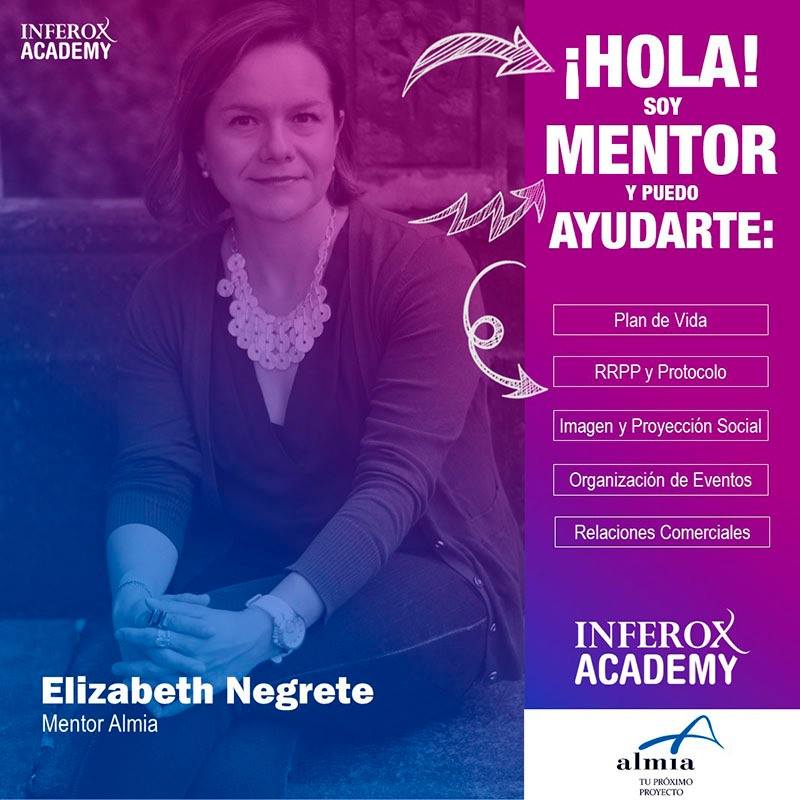 INFEROX
ACADEMY
¡HOLA!
SOY
MENTOR
Y PUEDO
AYUDARTE:
Plan de Vida
RRPP y Protocolo
Imagen y Proyección Social
Organización de Eventos
Relaciones Comerciales
INFEROX
ACADEMY
Elizabeth Negrete
Mentor Almia
almia
TU PRÓXIMO
PROYECTO